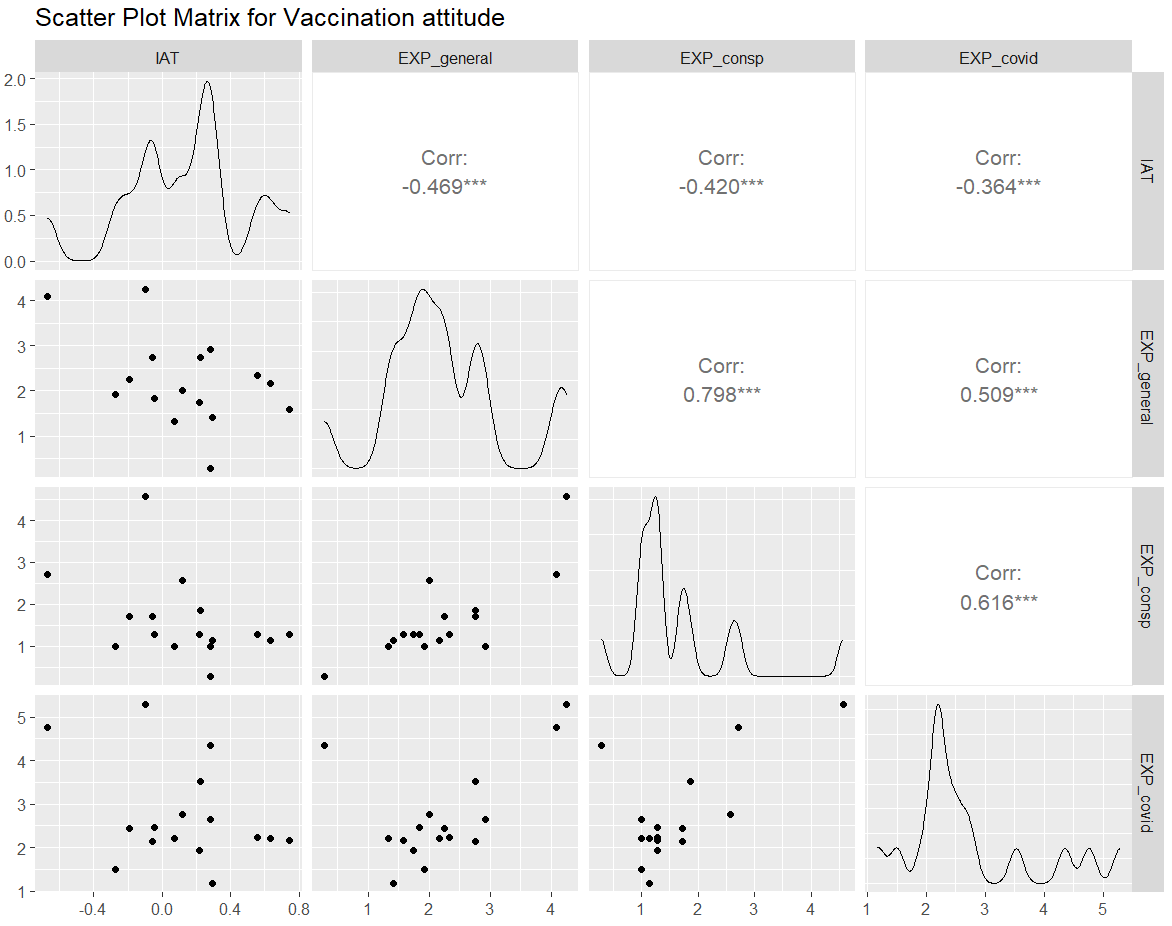 Scatter Plot Matrix for Vaccination attitude
IAT
EXP_general
EXP_consp
EXP_covid
2.0
1.5
1.0
0.5
0.0
Corr:
-0.469***
Corr:
-0.420***
Corr:
-0.364***
IAT
4
3
2
1
Corr:
0.798***
Corr:
0.509***
EXP_general
4
3
2
1
Corr:
0.616***
EXP_consp
5
4
3
2
1
EXP_covid
-0.4
0.0
0.4
0.8
1
2
3
4
1
2
3
4
1
2
3
4
5